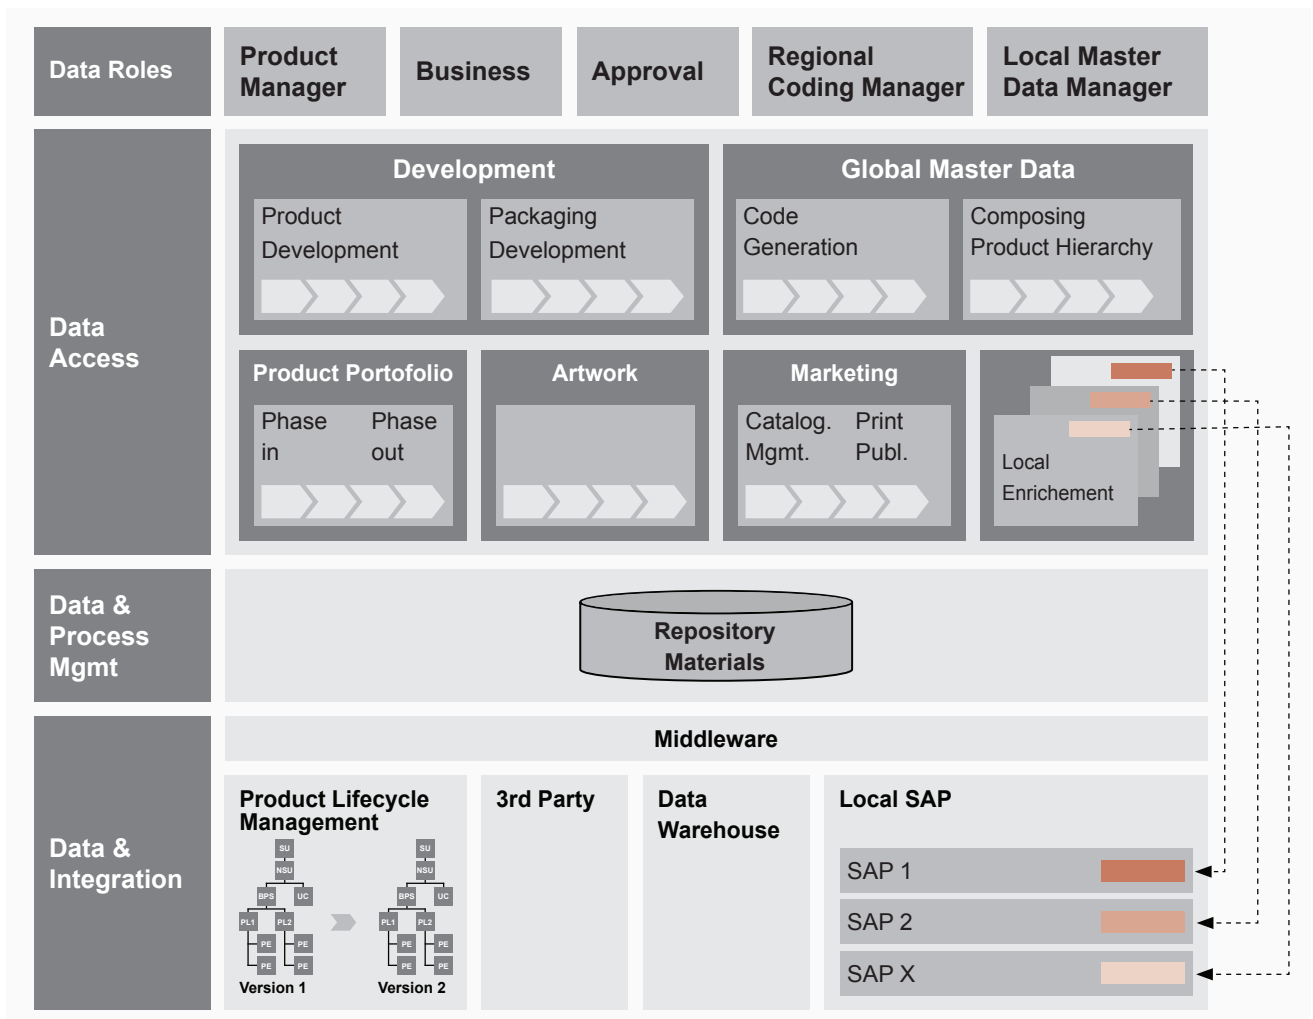 Data Roles
Product
Manager
Business
Approval
Regional
Coding Manager
Local Master
Data Manager
Data
Access
Development
Product
Development
Packaging
Development
Global Master Data
Code
Generation
Composing
Product Hierarchy
Product Portofolio
Phase
in
Phase
out
Artwork
Marketing
Catalog.
Mgmt.
Print
Publ.
Local
Enrichement
Data &
Process
Mgmt
Repository
Materials
Data &
Integration
Middleware
Product Lifecycle
Management
SU
NSU
BPS
UC
PL1
PL2
PE
PE
PE
PE
Version 1
SU
NSU
BPS
UC
PL1
PL2
PE
PE
PE
PE
Version 2
3rd Party
Data
Warehouse
Local SAP
SAP 1
SAP 2
SAP X